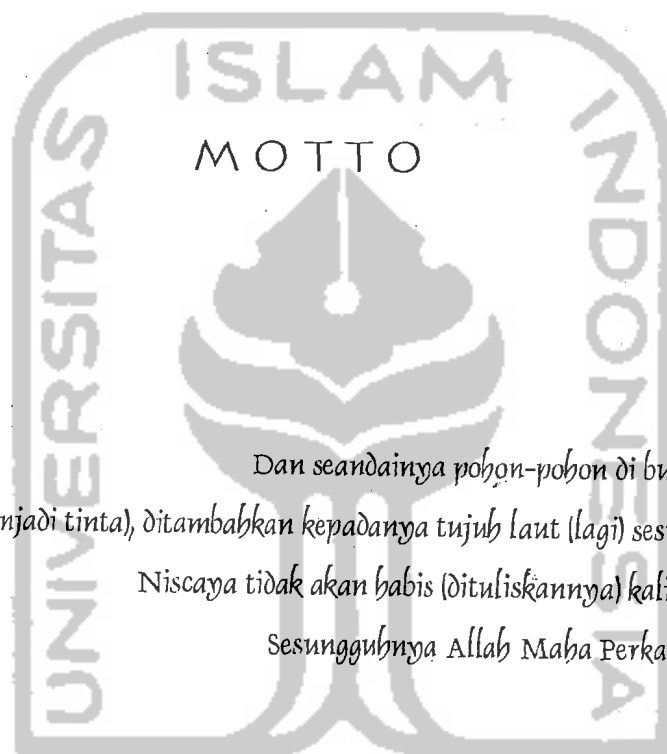 ISLAM
UNIVERSITAS
INDONESIA
MOTTO
Dan seandainya pohon-pohon di bu
njadi tinta), ditambahkan kepadanya tujuh laut (lagi) ses
Niscaya tidak akan habis (dituliskannya) kali
Sesungguhnya Allah Maha Perka